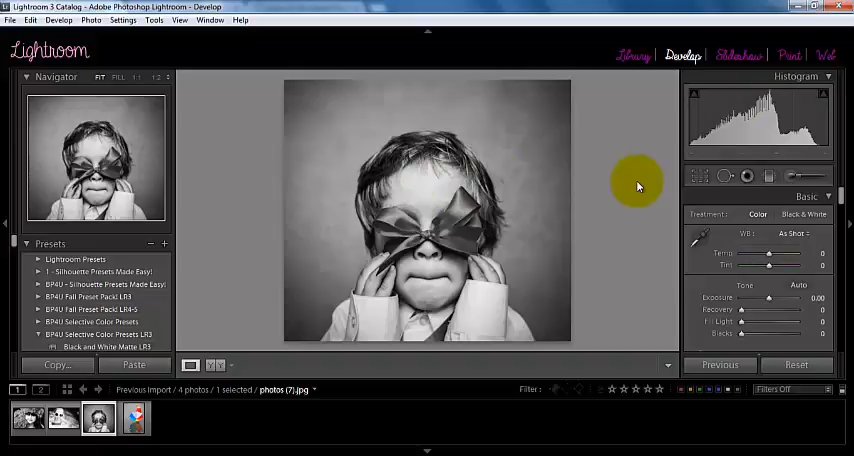 Lightroom 3 Catalog - Adobe Photoshop Lightroom - Develop
File Edit Develop Photo Settings Tools View Window Help
Lightroom
Library | Develop | Slideshow | Print | Web
Navigator FIT FILL 1:1 1:2
Histogram
Basic
Treatment: Color Black & White
WB: As Shot
Temp 0
Tint 0
Tone Auto
Exposure 0.00
Recovery 0
Fill Light 0
Blacks 0
Presets
Lightroom Presets
1 - Silhouette Presets Made Easy!
BP4U - Silhouette Presets Made Easy!
BP4U Fall Preset Pack! LR3
BP4U Fall Preset Pack! LR4-5
BP4U Selective Color Presets
BP4U Selective Color Presets LR3
Black and White Matte LR3
Copy... Paste
Previous Reset
1 2 Previous Import / 4 photos / 1 selected / photos (7).jpg
Filter: Filters Off